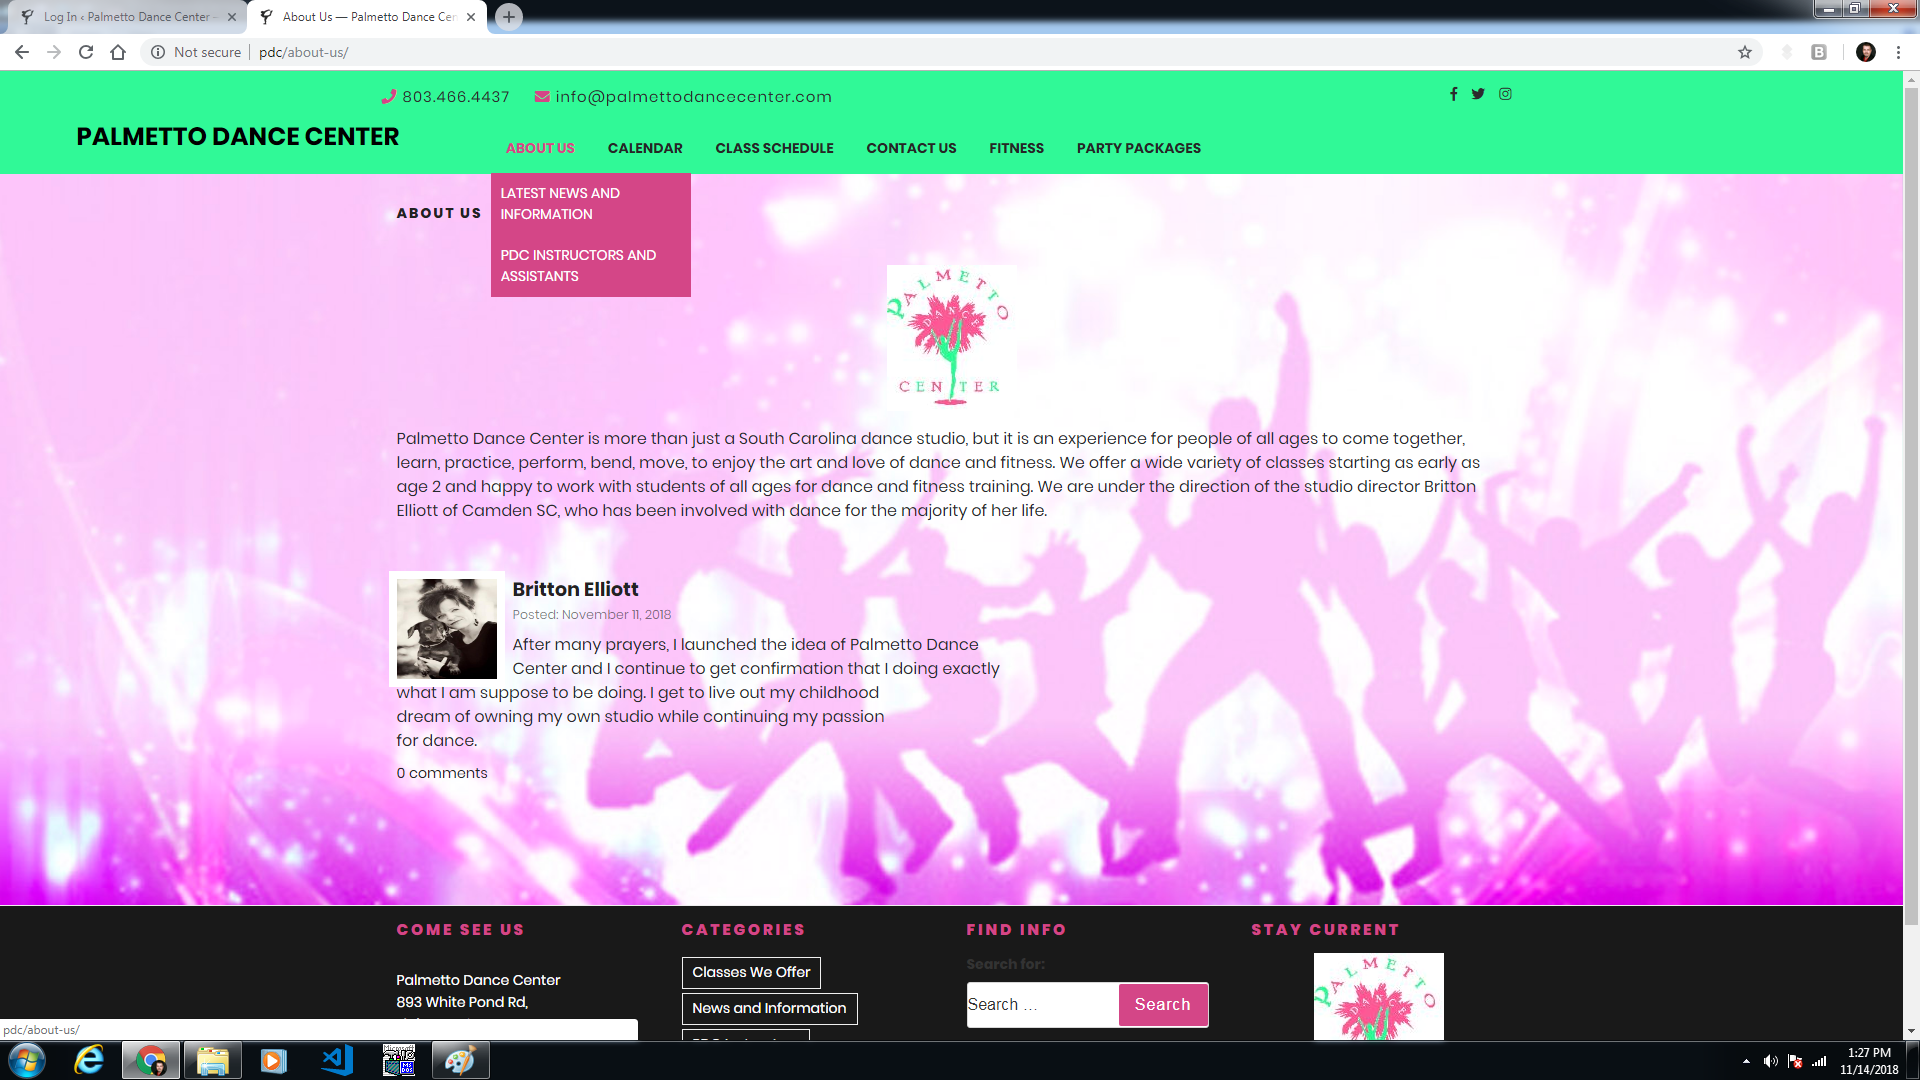 Log In ‹ Palmetto Dance Center -
About Us — Palmetto Dance Cen
Not secure
pdc/about-us/
803.466.4437
info@palmettodancecenter.com
PALMETTO DANCE CENTER
ABOUT US
CALENDAR
CLASS SCHEDULE
CONTACT US
FITNESS
PARTY PACKAGES
LATEST NEWS AND
INFORMATION
PDC INSTRUCTORS AND
ASSISTANTS
ABOUT US
PALMETTO
DANCE
CENTER
Palmetto Dance Center is more than just a South Carolina dance studio, but it is an experience for people of all ages to come together,
learn, practice, perform, bend, move, to enjoy the art and love of dance and fitness. We offer a wide variety of classes starting as early as
age 2 and happy to work with students of all ages for dance and fitness training. We are under the direction of the studio director Britton
Elliott of Camden SC, who has been involved with dance for the majority of her life.
Britton Elliott
Posted: November 11, 2018
After many prayers, I launched the idea of Palmetto Dance
Center and I continue to get confirmation that I doing exactly
what I am suppose to be doing. I get to live out my childhood
dream of owning my own studio while continuing my passion
for dance.
0 comments
COME SEE US
Palmetto Dance Center
893 White Pond Rd,
CATEGORIES
Classes We Offer
News and Information
FIND INFO
Search for:
Search …
Search
STAY CURRENT
PALMETTO
DANCE
pdc/about-us/
1:27 PM
11/14/2018